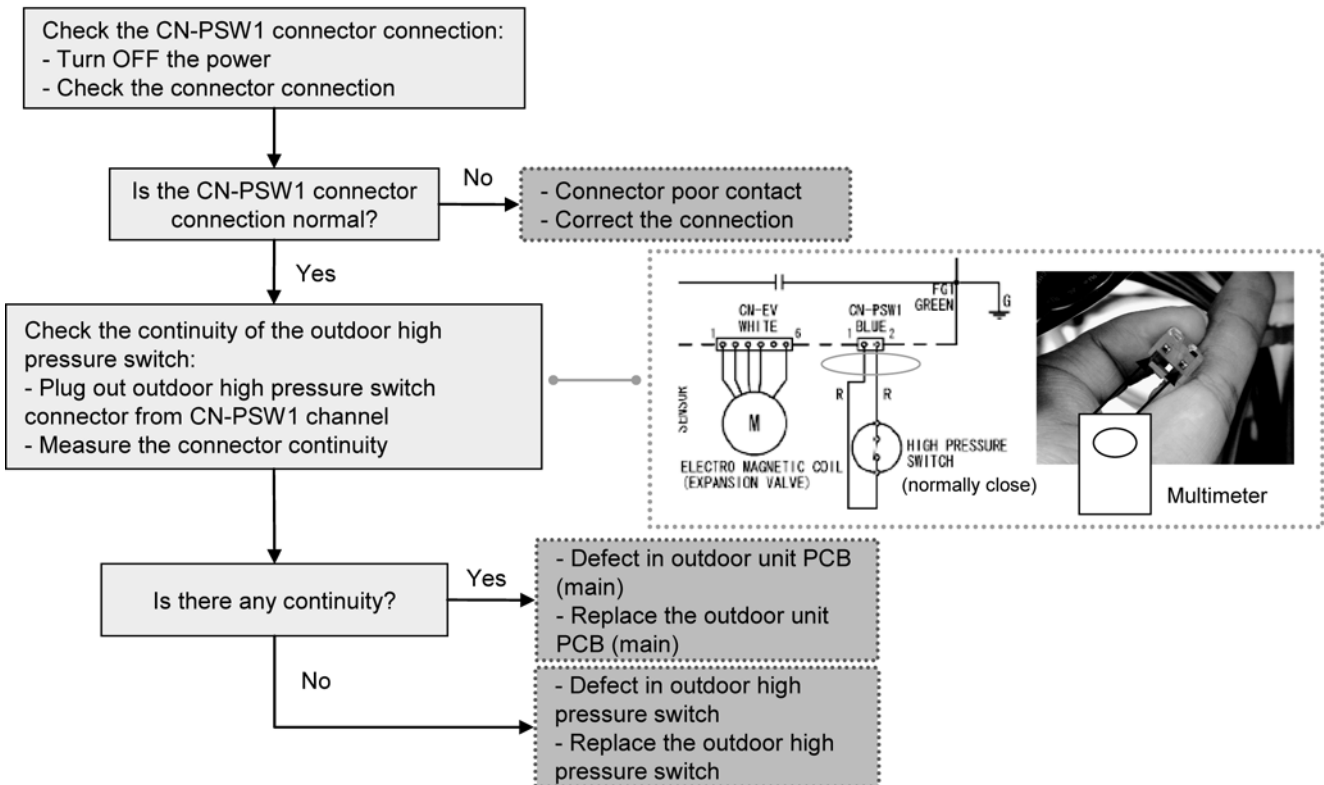 Check the CN-PSW1 connector connection:
- Turn OFF the power
- Check the connector connection
Is the CN-PSW1 connector
connection normal?
No
- Connector poor contact
- Correct the connection
Yes
Check the continuity of the outdoor high
pressure switch:
- Plug out outdoor high pressure switch
connector from CN-PSW1 channel
- Measure the connector continuity
CN-EV
WHITE
1
6
CN-PSW1
BLUE
1
2
FG1
GREEN
G
SENSOR
M
R
R
ELECTRO MAGNETIC COIL
(EXPANSION VALVE)
HIGH PRESSURE
SWITCH
(normally close)
Multimeter
Is there any continuity?
Yes
- Defect in outdoor unit PCB
(main)
- Replace the outdoor unit
PCB (main)
No
- Defect in outdoor high
pressure switch
- Replace the outdoor high
pressure switch